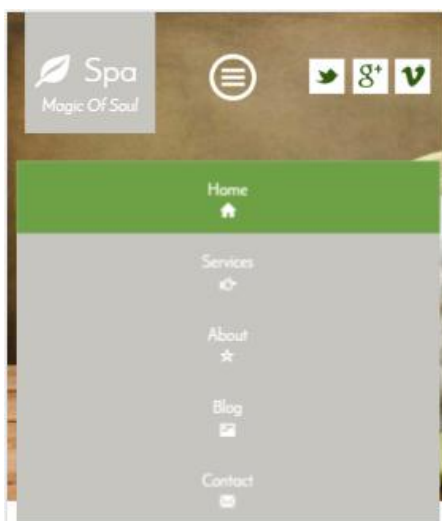 Spa
Magic Of Soul
g+
Home
Services
About
Blog
Contact